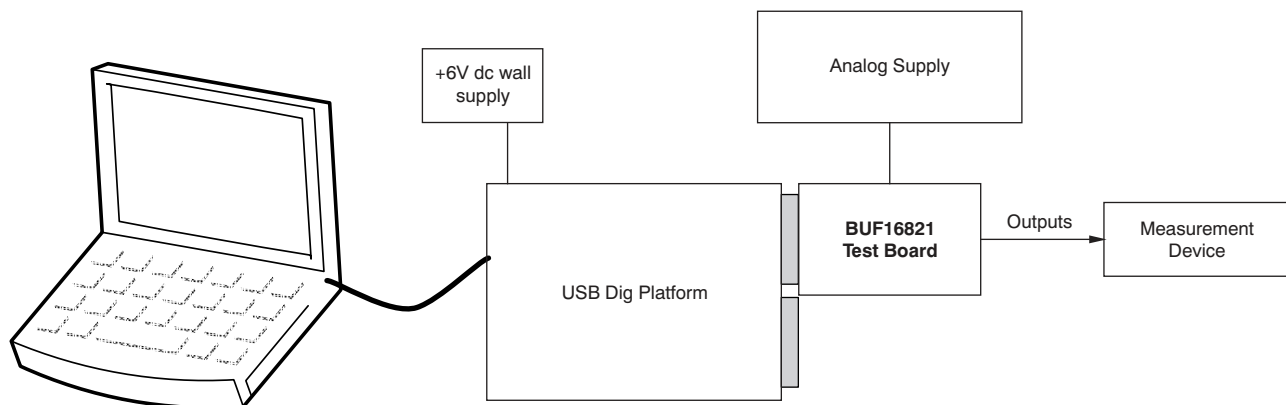 +6V dc wall
supply
Analog Supply
USB Dig Platform
BUF16821
Test Board
Outputs
Measurement
Device